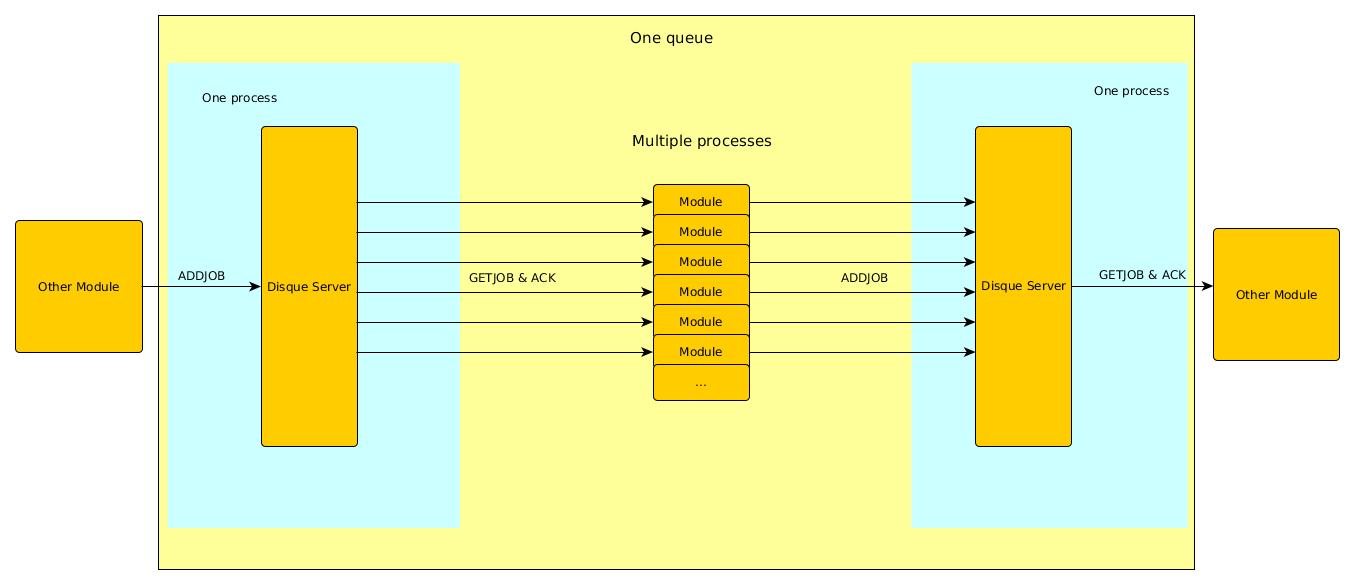 One queue
One process
One process
Multiple processes
Module
Module
Module
Module
Module
Module
...
Other Module
ADDJOB
Disque Server
GETJOB & ACK
ADDJOB
Disque Server
GETJOB & ACK
Other Module